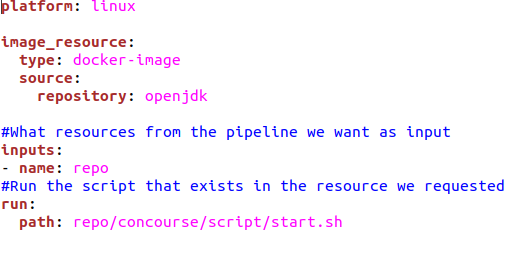 platform: linux
image_resource:
  type: docker-image
  source:
    repository: openjdk
#What resources from the pipeline we want as input
inputs:
- name: repo
#Run the script that exists in the resource we requested
run:
  path: repo/concourse/script/start.sh